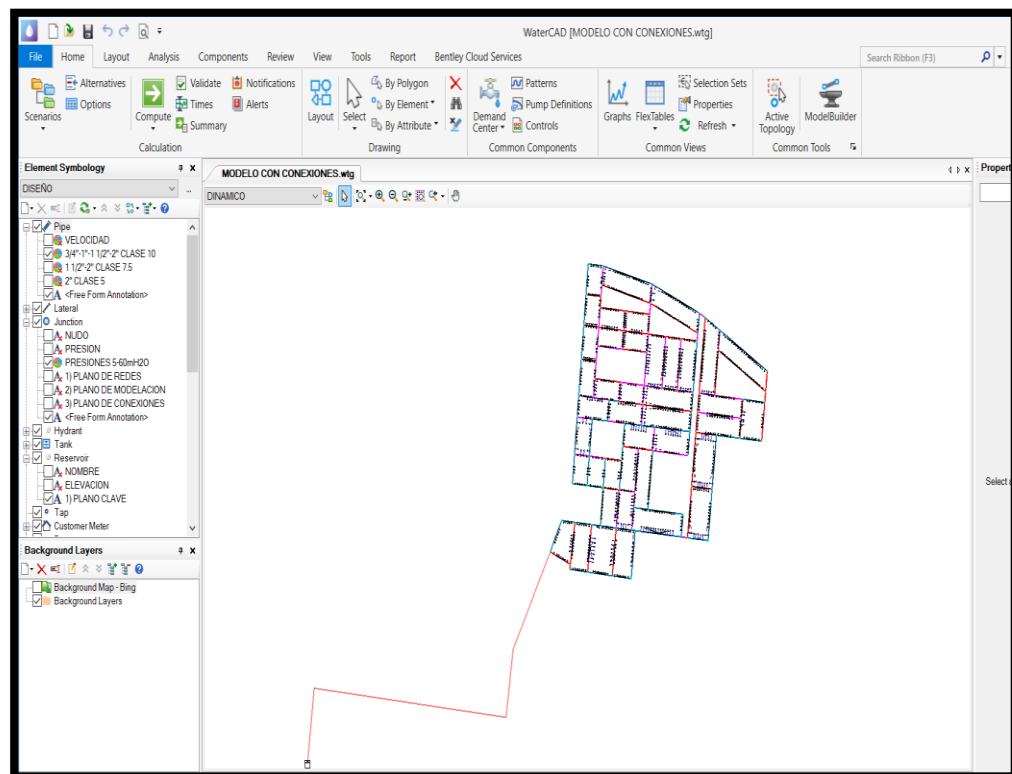 WaterCAD [MODELO CON CONEXIONES.wtg]
File Home Layout Analysis Components Review View Tools Report Bentley Cloud Services Search Ribbon (F3)
Scenarios
Alternatives
Options
Compute
Validate
Times
Summary
Notifications
Alerts
Calculation
Layout
Select
By Polygon
By Element
By Attribute
Drawing
Demand
Center
Patterns
Pump Definitions
Controls
Common Components
Graphs
FlexTables
Selection Sets
Properties
Refresh
Common Views
Active
Topology
ModelBuilder
Common Tools
Element Symbology
DISEÑO
Pipe
VELOCIDAD
3/4"-1"-1 1/2"-2" CLASE 10
1 1/2"-2" CLASE 7.5
2" CLASE 5
<Free Form Annotation>
Lateral
Junction
NUDO
PRESION
PRESIONES 5-60mH2O
1) PLANO DE REDES
2) PLANO DE MODELACION
3) PLANO DE CONEXIONES
<Free Form Annotation>
Hydrant
Tank
Reservoir
NOMBRE
ELEVACION
1) PLANO CLAVE
Tap
Customer Meter
Background Layers
Background Map - Bing
Background Layers
MODELO CON CONEXIONES.wtg
DINAMICO
Propert
Select a